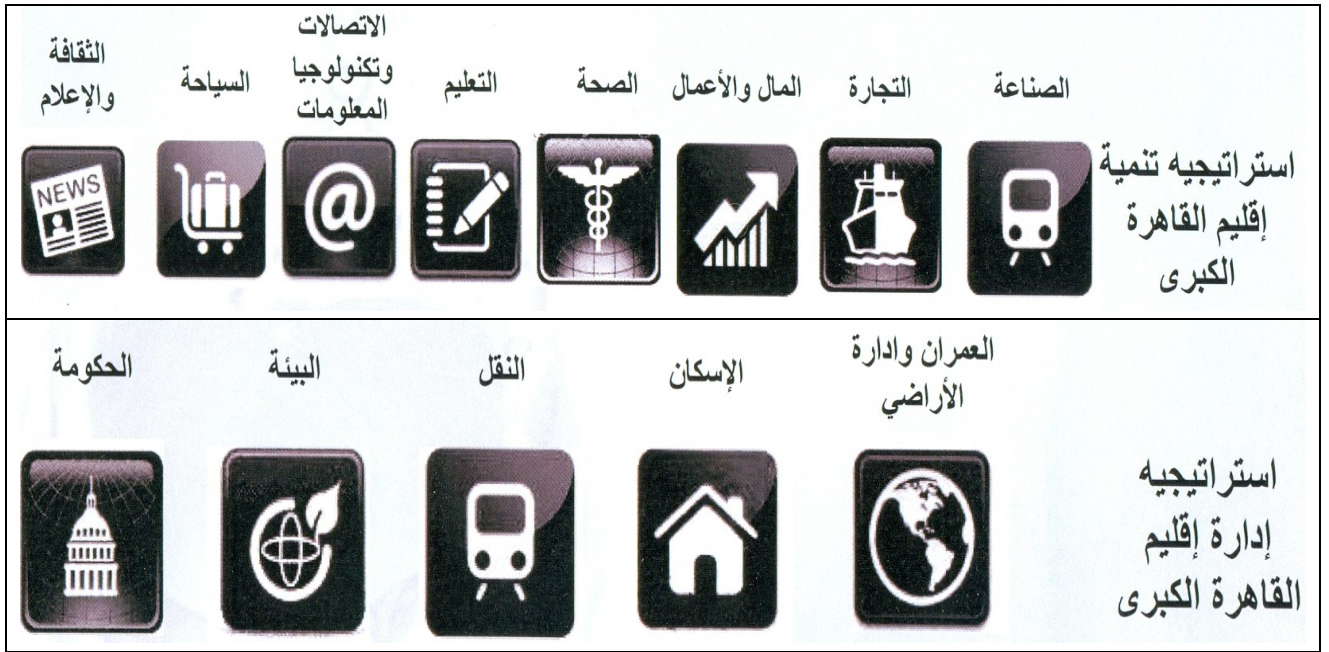 استراتيجيه تنمية
إقليم القاهرة
الكبرى
الصناعة
التجارة
المال والأعمال
الصحة
التعليم
الاتصالات
وتكنولوجيا
المعلومات
السياحة
الثقافة
والإعلام
@
NEWS
استراتيجيه
إدارة إقليم
القاهرة الكبرى
العمران وادارة
الأراضي
الإسكان
النقل
البيئة
الحكومة